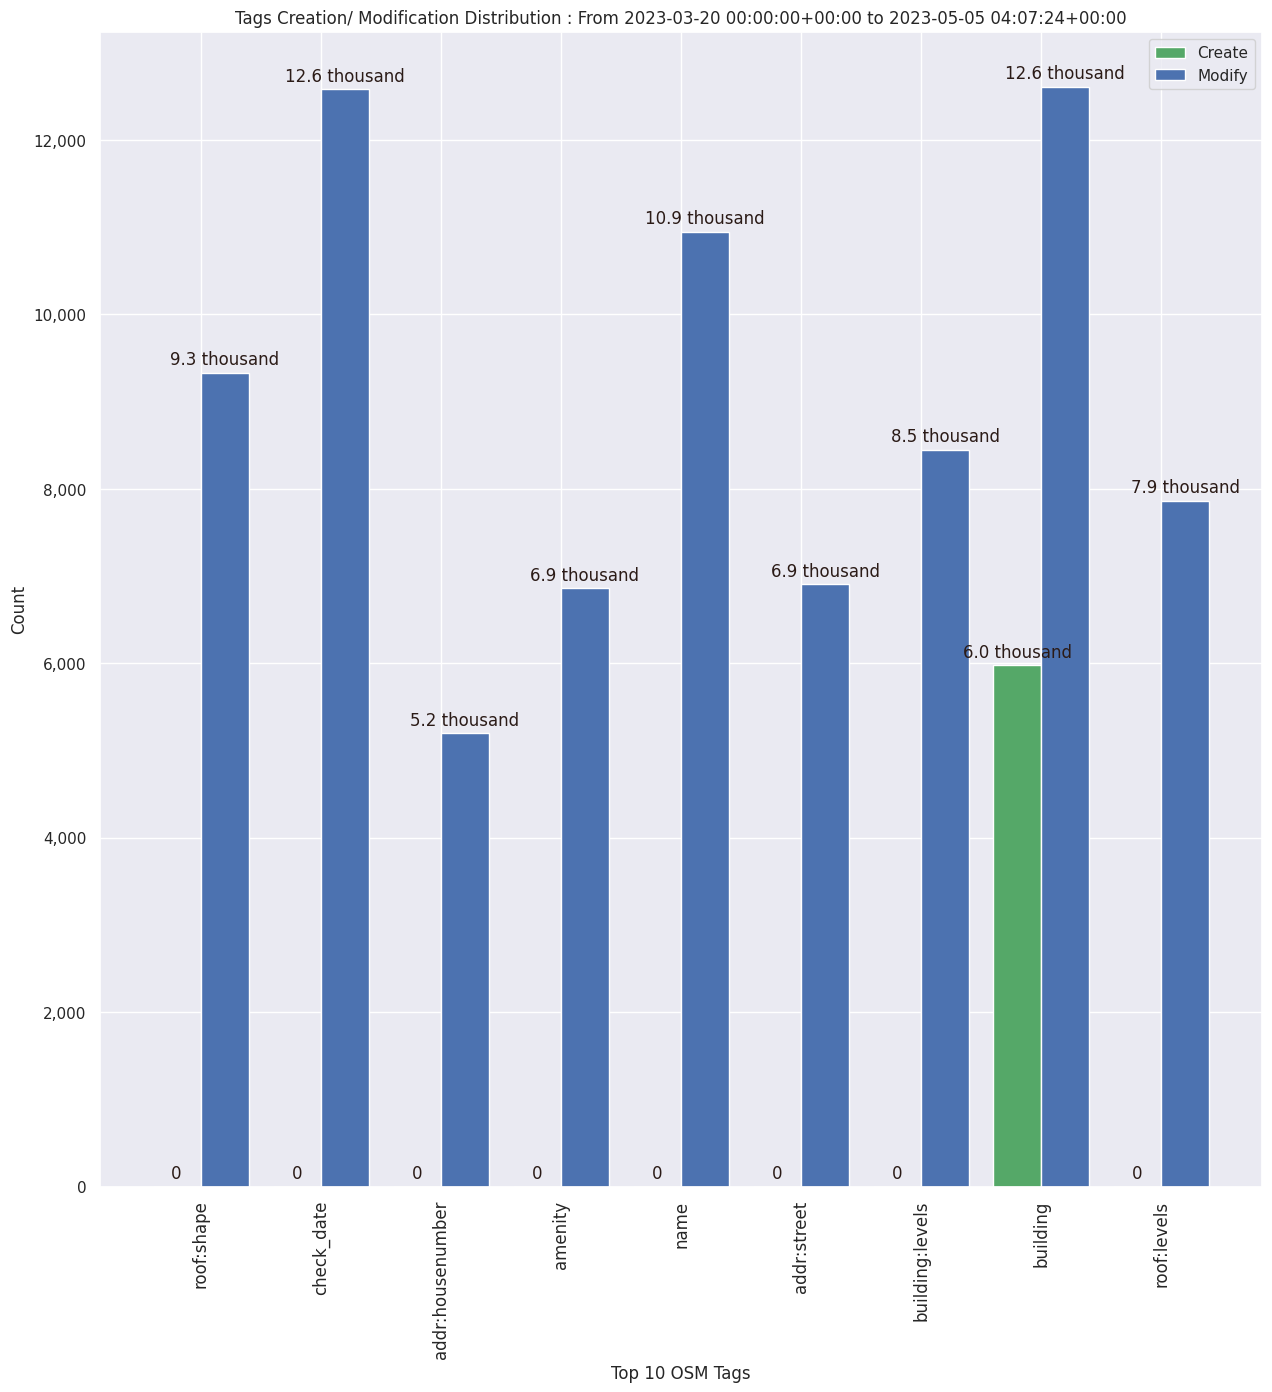 Tags Creation/ Modification Distribution : From 2023-03-20 00:00:00+00:00 to 2023-05-05 04:07:24+00:00
Create
Modify
12.6 thousand
12.6 thousand
12,000
10.9 thousand
10,000
9.3 thousand
8.5 thousand
8,000
7.9 thousand
6.9 thousand
6.9 thousand
Count
6,000
6.0 thousand
5.2 thousand
4,000
2,000
0
0 0 0 0 0 0 0 0
roof:shape
check_date
addr:housenumber
amenity
name
addr:street
building:levels
building
roof:levels
Top 10 OSM Tags